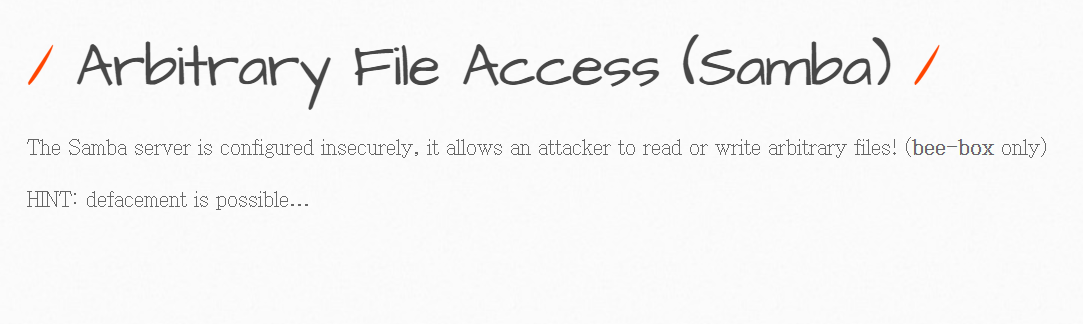 / Arbitrary File Access (Samba) /
The Samba server is configured insecurely, it allows an attacker to read or write arbitrary files! (bee-box only)
HINT: defacement is possible...